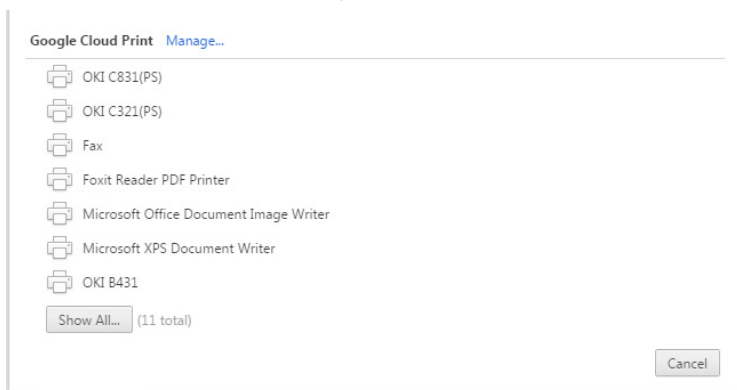 Google Cloud Print Manage...
OKI C831(PS)
OKI C321(PS)
Fax
Foxit Reader PDF Printer
Microsoft Office Document Image Writer
Microsoft XPS Document Writer
OKI B431
Show All... (11 total)
Cancel